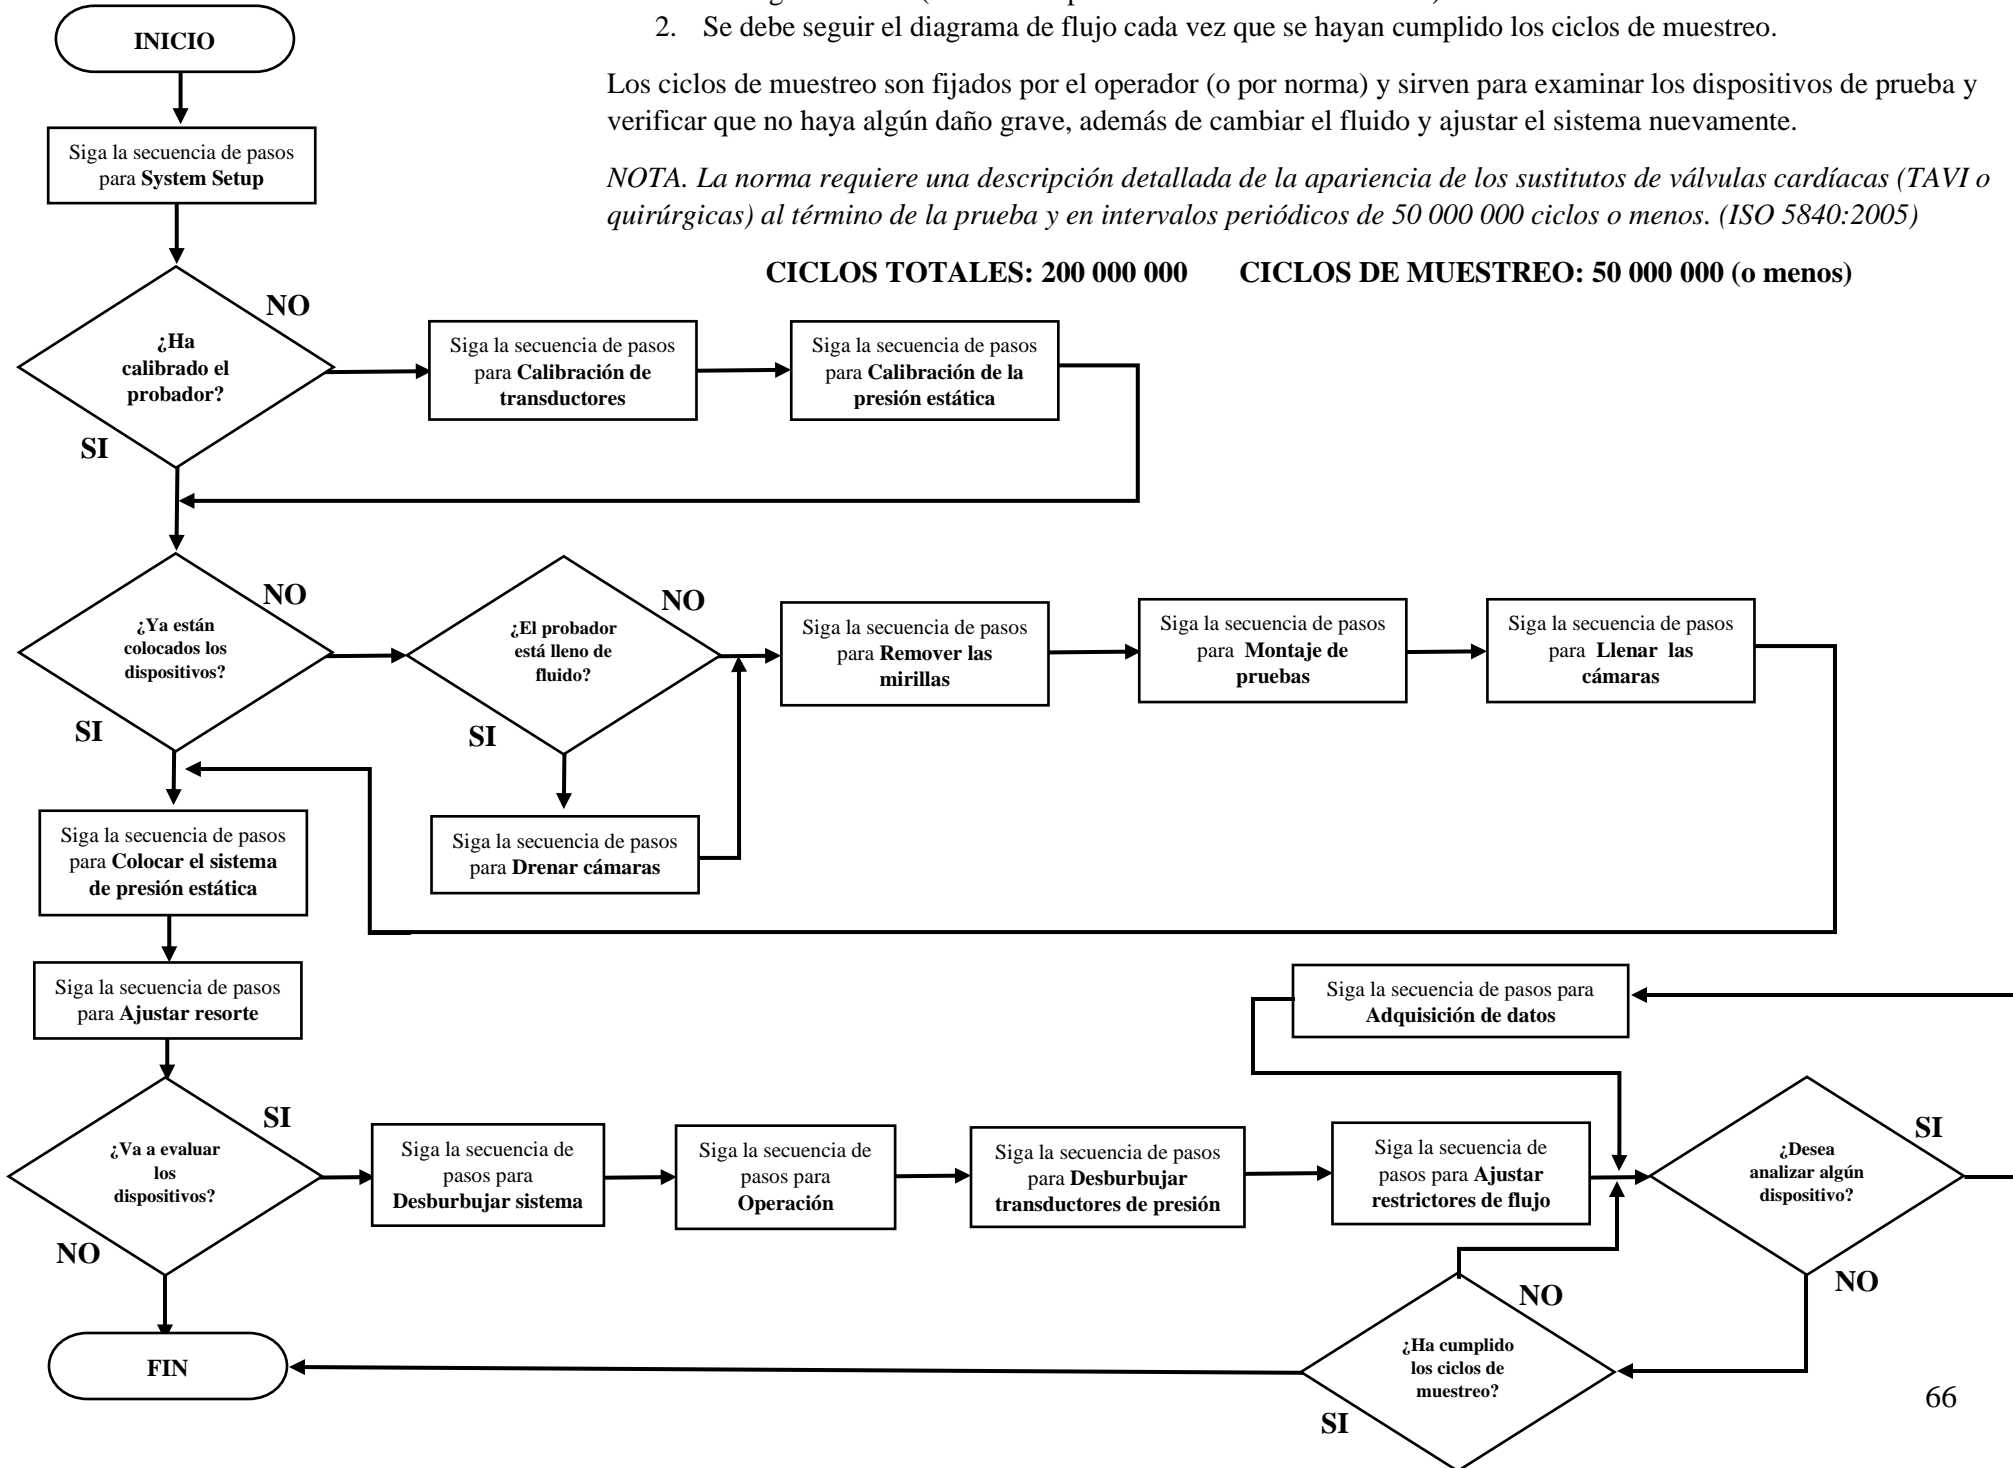 2. Se debe seguir el diagrama de flujo cada vez que se hayan cumplido los ciclos de muestreo.
Los ciclos de muestreo son fijados por el operador (o por norma) y sirven para examinar los dispositivos de prueba y
verificar que no haya algún daño grave, además de cambiar el fluido y ajustar el sistema nuevamente.
NOTA. La norma requiere una descripción detallada de la apariencia de los sustitutos de válvulas cardíacas (TAVI o
quirúrgicas) al término de la prueba y en intervalos periódicos de 50 000 000 ciclos o menos. (ISO 5840:2005)
CICLOS TOTALES: 200 000 000 CICLOS DE MUESTREO: 50 000 000 (o menos)
INICIO
Siga la secuencia de pasos
para System Setup
¿Ha
calibrado el
probador?
NO
SI
Siga la secuencia de pasos
para Calibración de
transductores
Siga la secuencia de pasos
para Calibración de la
presión estática
¿Ya están
colocados los
dispositivos?
NO
SI
¿El probador
está lleno de
fluido?
NO
SI
Siga la secuencia de pasos
para Remover las
mirillas
Siga la secuencia de pasos
para Montaje de
pruebas
Siga la secuencia de pasos
para Llenar las
cámaras
Siga la secuencia de pasos
para Drenar cámaras
Siga la secuencia de pasos
para Colocar el sistema
de presión estática
Siga la secuencia de pasos
para Ajustar resorte
Siga la secuencia de pasos para
Adquisición de datos
¿Va a evaluar
los
dispositivos?
SI
NO
Siga la secuencia de
pasos para
Desburbujar sistema
Siga la secuencia de
pasos para
Operación
Siga la secuencia de pasos
para Desburbujar
transductores de presión
Siga la secuencia de
pasos para Ajustar
restrictores de flujo
¿Desea
analizar algún
dispositivo?
SI
NO
¿Ha cumplido
los ciclos de
muestreo?
NO
SI
FIN
66